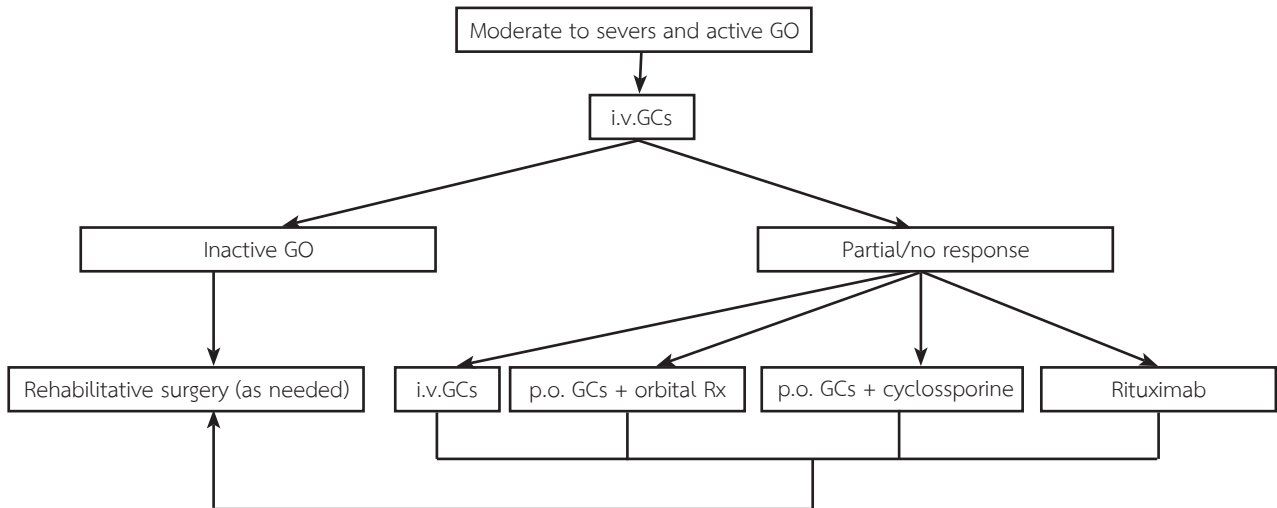 Moderate to severs and active GO
i.v.GCs
Inactive GO
Partial/no response
Rehabilitative surgery (as needed)
i.v.GCs
p.o. GCs + orbital Rx
p.o. GCs + cyclossporine
Rituximab